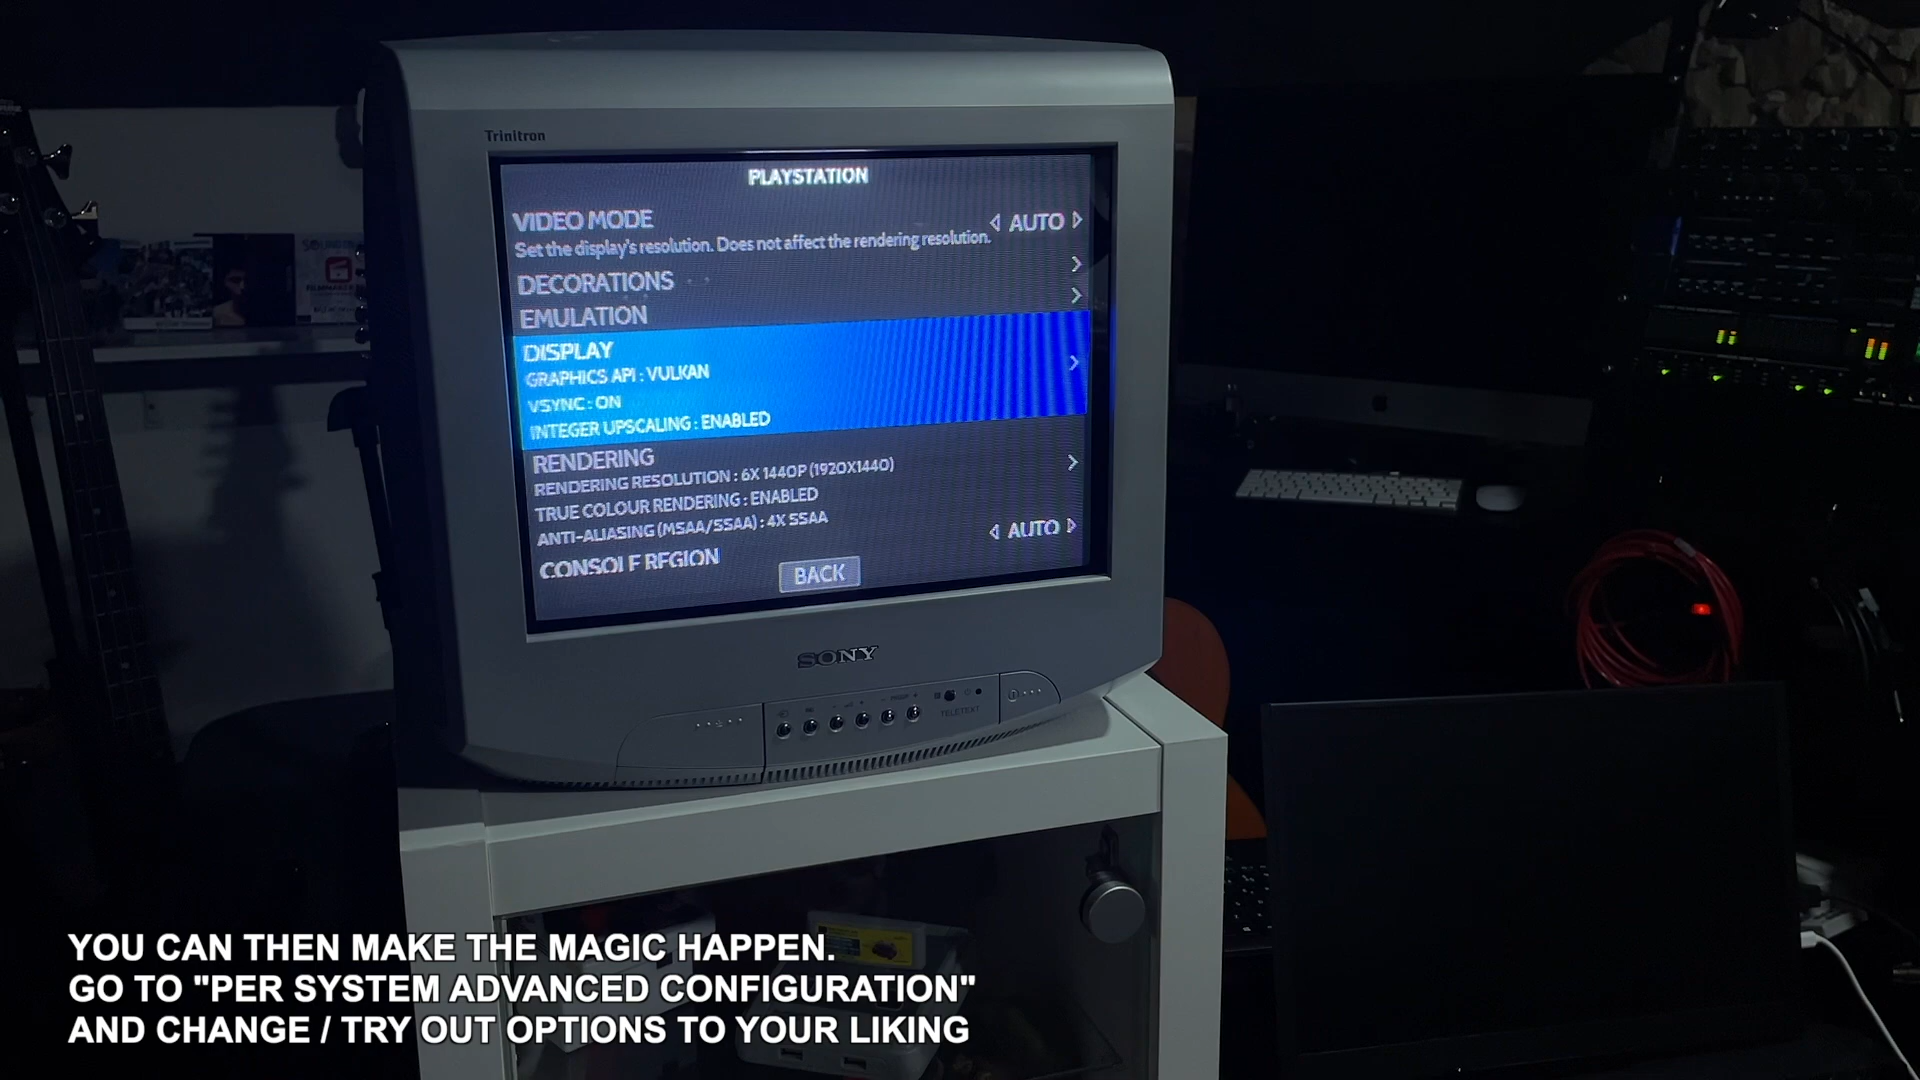 Trinitron
PLAYSTATION
VIDEO MODE
AUTO
Set the display's resolution. Does not affect the rendering resolution.
DECORATIONS
EMULATION
DISPLAY
GRAPHICS API : VULKAN
VSYNC : ON
INTEGER UPSCALING : ENABLED
RENDERING
RENDERING RESOLUTION : 6X 1440P (1920X1440)
TRUE COLOUR RENDERING : ENABLED
ANTI-ALIASING (MSAA/SSAA) : 4X SSAA
CONSOLE REGION
AUTO
BACK
SONY
TELETEXT
YOU CAN THEN MAKE THE MAGIC HAPPEN.
GO TO "PER SYSTEM ADVANCED CONFIGURATION"
AND CHANGE / TRY OUT OPTIONS TO YOUR LIKING